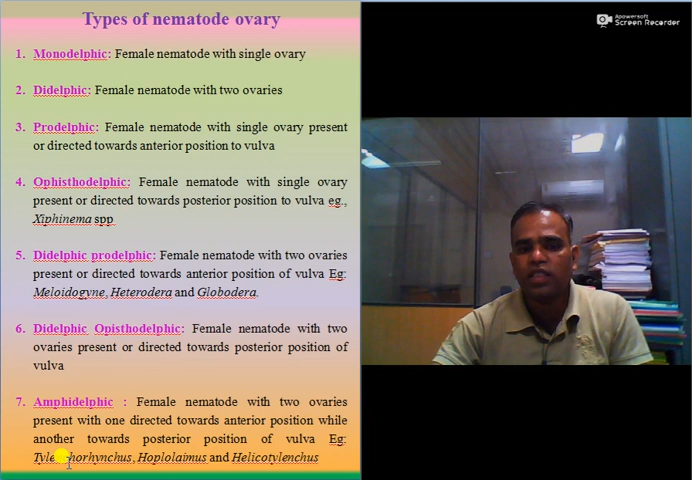 Types of nematode ovary
1. Monodelphic: Female nematode with single ovary
2. Didelphic: Female nematode with two ovaries
3. Prodelphic: Female nematode with single ovary present
or directed towards anterior position to vulva
4. Ophisthodelphic: Female nematode with single ovary
present or directed towards posterior position to vulva eg.,
Xiphinema spp
5. Didelphic prodelphic: Female nematode with two ovaries
present or directed towards anterior position of vulva Eg:
Meloidogyne, Heterodera and Globodera.
6. Didelphic Opisthodelphic: Female nematode with two
ovaries present or directed towards posterior position of
vulva
7. Amphidelphic : Female nematode with two ovaries
present with one directed towards anterior position while
another towards posterior position of vulva Eg:
Hoplolaimus and Helicotylenchus
Apowersoft
Screen Recorder